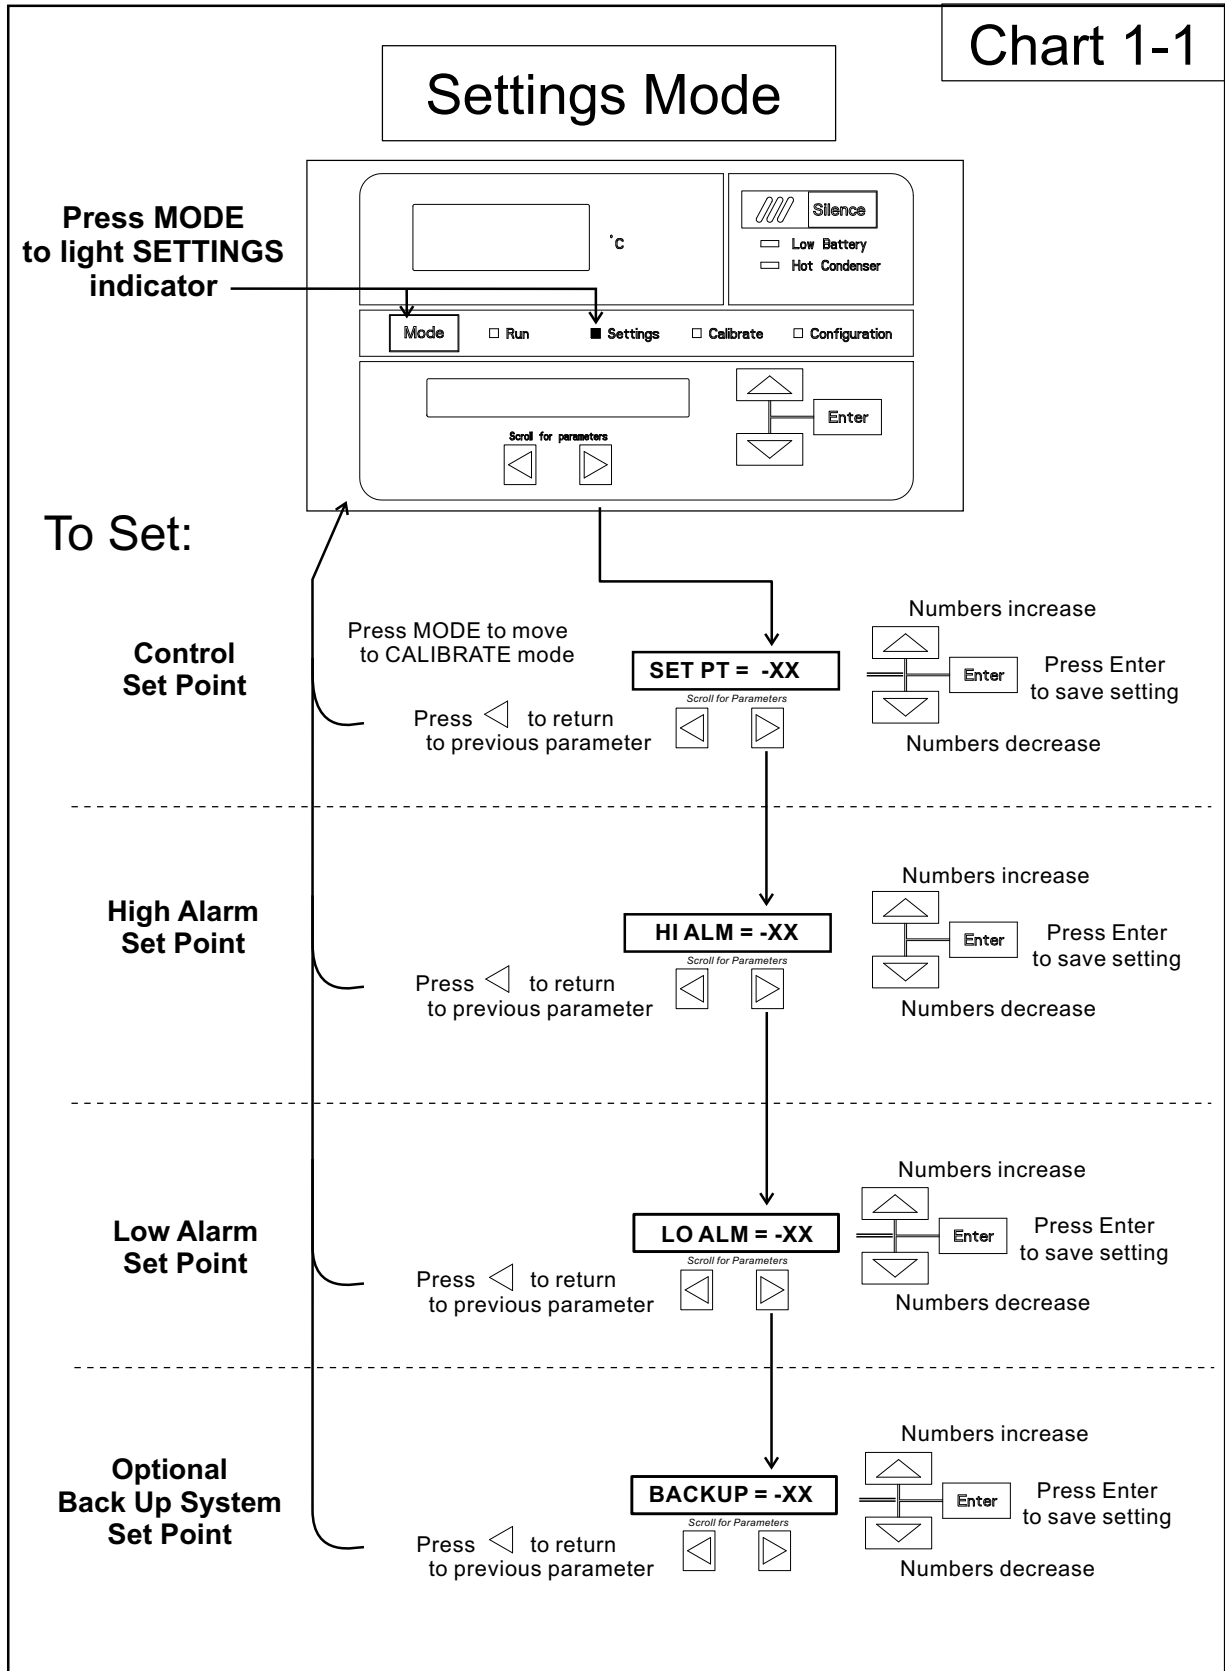 Chart 1-1
Settings Mode
Press MODE
to light SETTINGS
indicator
°C
Silence
Low Battery
Hot Condenser
Mode
Run
Settings
Calibrate
Configuration
Scroll for parameters
Enter
To Set:
Control
Set Point
Press MODE to move
to CALIBRATE mode
Press to return
to previous parameter
SET PT = -XX
Scroll for Parameters
Numbers increase
Enter
Press Enter
to save setting
Numbers decrease
High Alarm
Set Point
Press to return
to previous parameter
HI ALM = -XX
Scroll for Parameters
Numbers increase
Enter
Press Enter
to save setting
Numbers decrease
Low Alarm
Set Point
Press to return
to previous parameter
LO ALM = -XX
Scroll for Parameters
Numbers increase
Enter
Press Enter
to save setting
Numbers decrease
Optional
Back Up System
Set Point
Press to return
to previous parameter
BACKUP = -XX
Scroll for Parameters
Numbers increase
Enter
Press Enter
to save setting
Numbers decrease